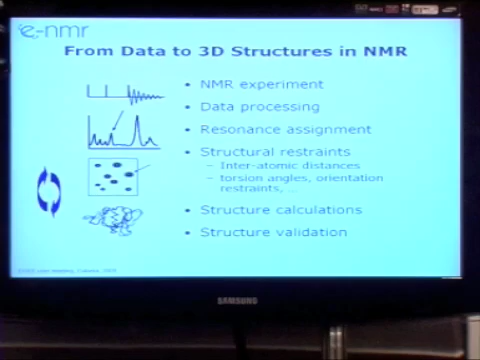 e-nmr
From Data to 3D Structures in NMR
• NMR experiment
• Data processing
• Resonance assignment
• Structural restraints
– Inter-atomic distances
– torsion angles, orientation
restraints, ...
• Structure calculations
• Structure validation
SAMSUNG